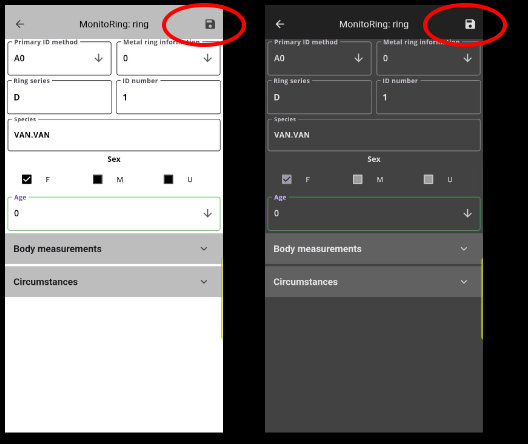 MonitoRing: ring
Primary ID method
Metal ring information
A0
0
Ring series
ID number
D
1
Species
VAN.VAN
Sex
F
M
U
Age
0
Body measurements
Circumstances
MonitoRing: ring
Primary ID method
Metal ring information
A0
0
Ring series
ID number
D
1
Species
VAN.VAN
Sex
F
M
U
Age
0
Body measurements
Circumstances